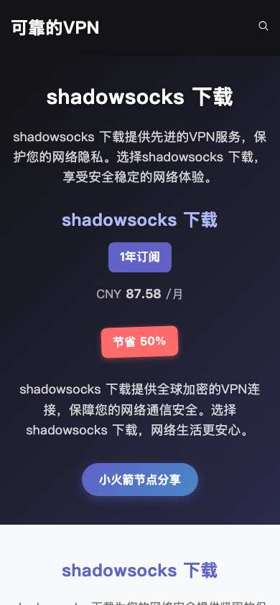 可靠的VPN
shadowsocks 下载
shadowsocks 下载提供先进的VPN服务，保
护您的网络隐私。选择shadowsocks 下载，
享受安全稳定的网络体验。
shadowsocks 下载
1年订阅
CNY 87.58 /月
节省 50%
shadowsocks 下载提供全球加密的VPN连
接，保障您的网络通信安全。选择
shadowsocks 下载，网络生活更安心。
小火箭节点分享
shadowsocks 下载